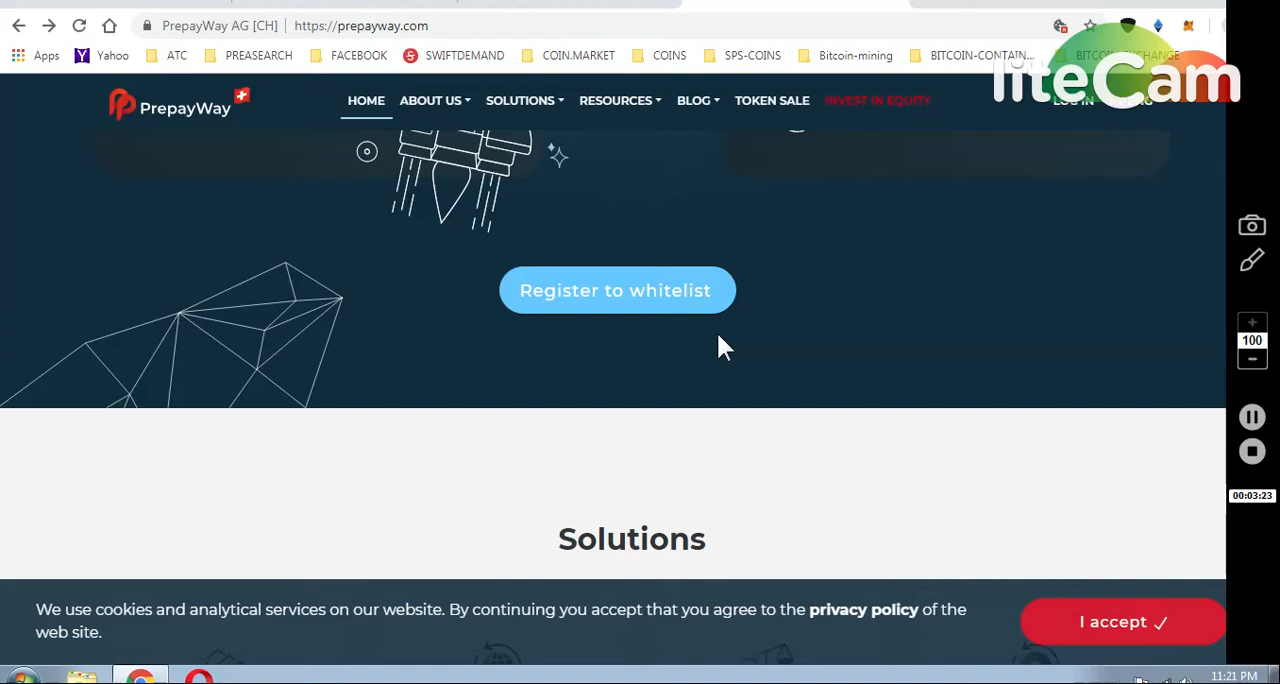 PrepayWay AG [CH] | https://prepayway.com
Apps Yahoo ATC PREASEARCH FACEBOOK SWIFTDEMAND COIN.MARKET COINS SPS-COINS Bitcoin-mining BITCOIN-CONTAIN... BITCOIN-EXCHANGE
liteCam
PrepayWay HOME ABOUT US SOLUTIONS RESOURCES BLOG TOKEN SALE INVEST IN EQUITY LOG IN
Register to whitelist
100
00:03:23
Solutions
We use cookies and analytical services on our website. By continuing you accept that you agree to the privacy policy of the
web site.
I accept ✓
11:21 PM